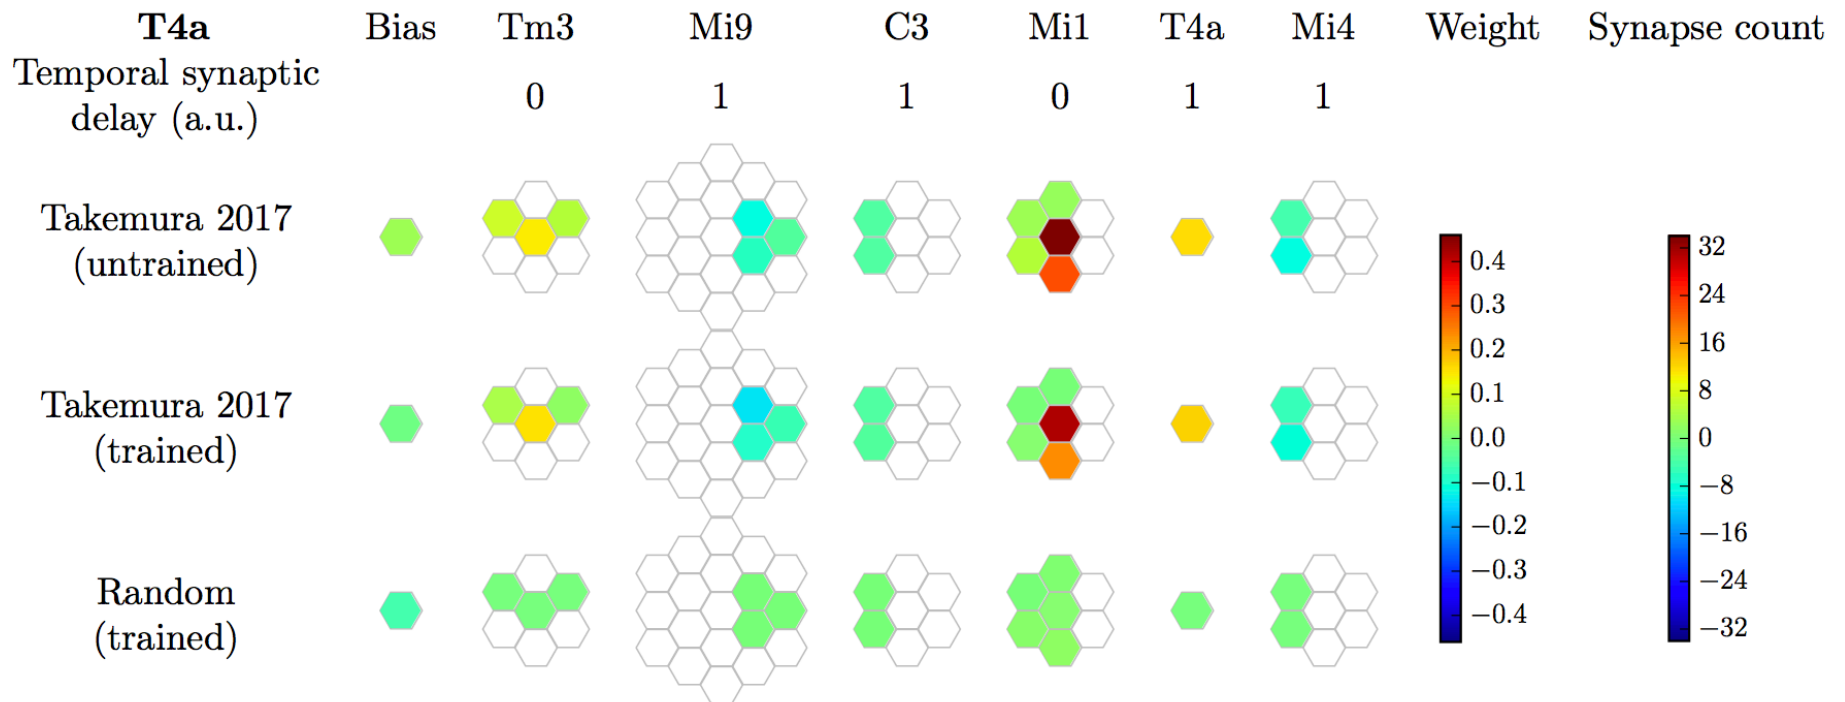 T4a Bias Tm3 Mi9 C3 Mi1 T4a Mi4 Weight Synapse count
Temporal synaptic
delay (a.u.) 0 1 1 0 1 1
Takemura 2017
(untrained)
Takemura 2017
(trained)
Random
(trained)
0.4
0.3
0.2
0.1
0.0
−0.1
−0.2
−0.3
−0.4
32
24
16
8
0
−8
−16
−24
−32